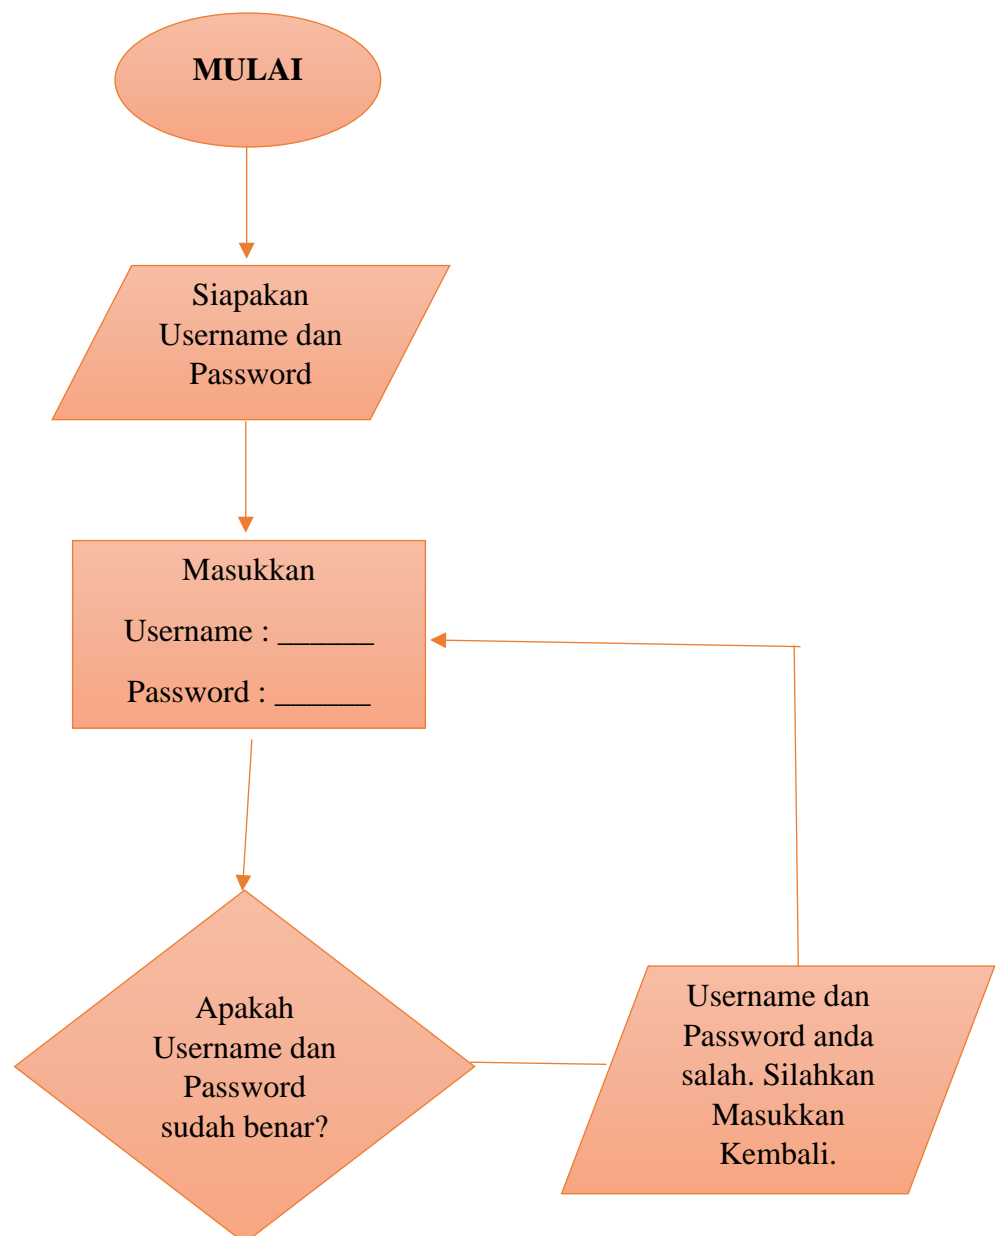 MULAI
Siapakan
Username dan
Password
Masukkan
Username : ______
Password : ______
Apakah
Username dan
Password
sudah benar?
Username dan
Password anda
salah. Silahkan
Masukkan
Kembali.